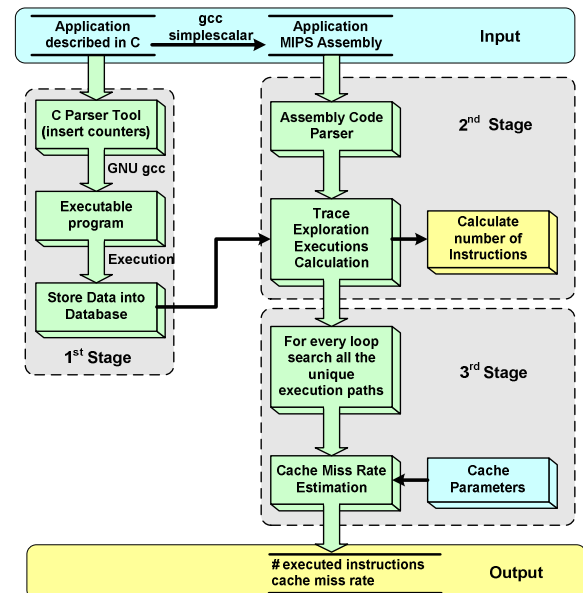 Application
described in C
gcc
simplescalar
Application
MIPS Assembly
Input
C Parser Tool
(insert counters)
GNU gcc
Executable
program
Execution
Store Data into
Database
1st Stage
Assembly Code
Parser
2nd Stage
Trace
Exploration
Executions
Calculation
Calculate
number of
Instructions
For every loop
search all the
unique
execution paths
3rd Stage
Cache Miss Rate
Estimation
Cache
Parameters
# executed instructions
cache miss rate
Output